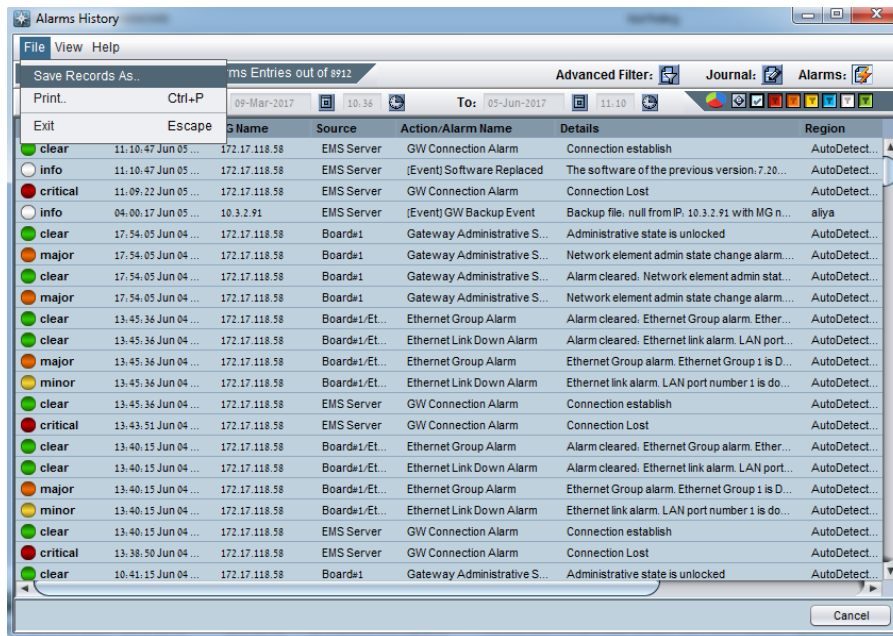 Alarms History
File View Help
Save Records As..
Print.. Ctrl+P
Exit Escape
ms Entries out of 8912
Advanced Filter: Journal: Alarms:
09-Mar-2017 10:36 To: 05-Jun-2017 11:10
GName Source Action/Alarm Name Details Region
clear 11:10:47 Jun 05 ... 172.17.118.58 EMS Server GW Connection Alarm Connection establish AutoDetect...
info 11:10:47 Jun 05 ... 172.17.118.58 EMS Server [Event] Software Replaced The software of the previous version:7.20... AutoDetect...
critical 11:09:22 Jun 05 ... 172.17.118.58 EMS Server GW Connection Alarm Connection Lost AutoDetect...
info 04:00:17 Jun 05 ... 10.3.2.91 EMS Server [Event] GW Backup Event Backup file: null from IP: 10.3.2.91 with MG n... aliya
clear 17:54:05 Jun 04 ... 172.17.118.58 Board#1 Gateway Administrative S... Administrative state is unlocked AutoDetect...
major 17:54:05 Jun 04 ... 172.17.118.58 Board#1 Gateway Administrative S... Network element admin state change alarm.... AutoDetect...
clear 17:54:05 Jun 04 ... 172.17.118.58 Board#1 Gateway Administrative S... Alarm cleared: Network element admin stat... AutoDetect...
major 17:54:05 Jun 04 ... 172.17.118.58 Board#1 Gateway Administrative S... Network element admin state change alarm.... AutoDetect...
clear 13:45:36 Jun 04 ... 172.17.118.58 Board#1/Et... Ethernet Group Alarm Alarm cleared: Ethernet Group alarm. Ether... AutoDetect...
clear 13:45:36 Jun 04 ... 172.17.118.58 Board#1/Et... Ethernet Link Down Alarm Alarm cleared: Ethernet link alarm. LAN port... AutoDetect...
major 13:45:36 Jun 04 ... 172.17.118.58 Board#1/Et... Ethernet Group Alarm Ethernet Group alarm. Ethernet Group 1 is D... AutoDetect...
minor 13:45:36 Jun 04 ... 172.17.118.58 Board#1/Et... Ethernet Link Down Alarm Ethernet link alarm. LAN port number 1 is do... AutoDetect...
clear 13:45:36 Jun 04 ... 172.17.118.58 EMS Server GW Connection Alarm Connection establish AutoDetect...
critical 13:43:51 Jun 04 ... 172.17.118.58 EMS Server GW Connection Alarm Connection Lost AutoDetect...
clear 13:40:15 Jun 04 ... 172.17.118.58 Board#1/Et... Ethernet Group Alarm Alarm cleared: Ethernet Group alarm. Ether... AutoDetect...
clear 13:40:15 Jun 04 ... 172.17.118.58 Board#1/Et... Ethernet Link Down Alarm Alarm cleared: Ethernet link alarm. LAN port... AutoDetect...
major 13:40:15 Jun 04 ... 172.17.118.58 Board#1/Et... Ethernet Group Alarm Ethernet Group alarm. Ethernet Group 1 is D... AutoDetect...
minor 13:40:15 Jun 04 ... 172.17.118.58 Board#1/Et... Ethernet Link Down Alarm Ethernet link alarm. LAN port number 1 is do... AutoDetect...
clear 13:40:15 Jun 04 ... 172.17.118.58 EMS Server GW Connection Alarm Connection establish AutoDetect...
critical 13:38:50 Jun 04 ... 172.17.118.58 EMS Server GW Connection Alarm Connection Lost AutoDetect...
clear 10:41:15 Jun 04 ... 172.17.118.58 Board#1 Gateway Administrative S... Administrative state is unlocked AutoDetect...
Cancel